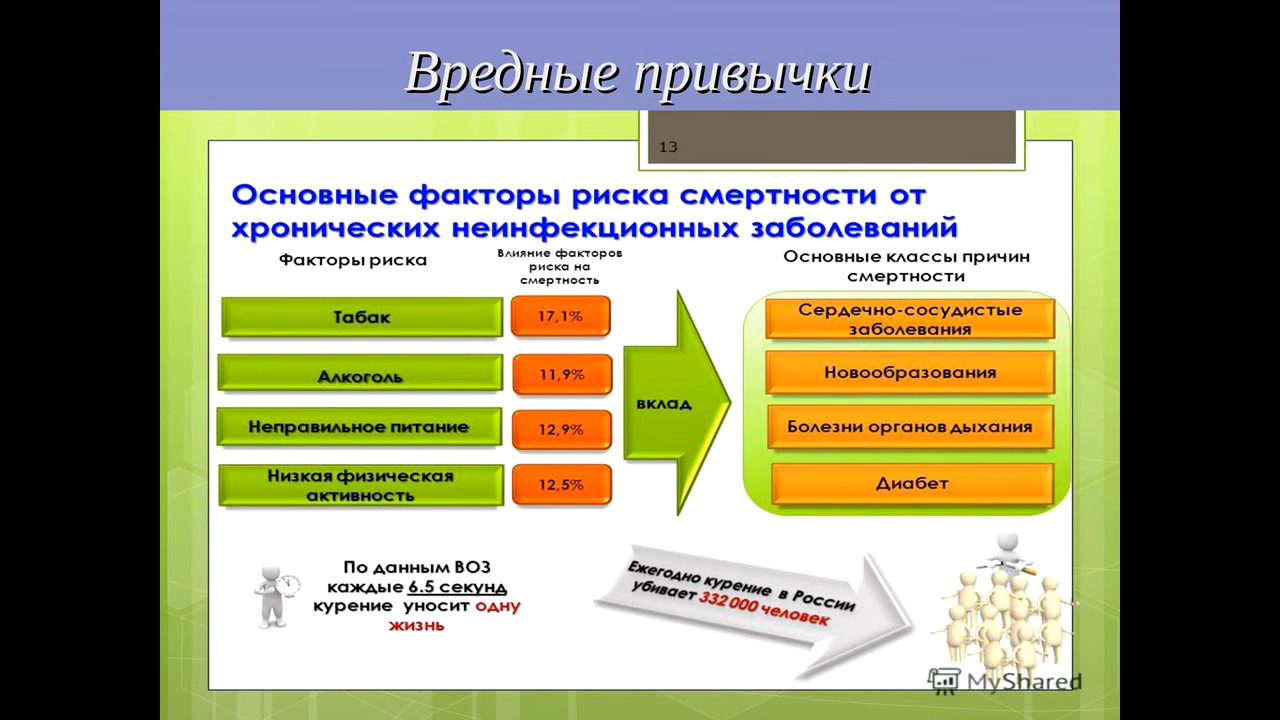 Вредные привычки
13
Основные факторы риска смертности от
хронических неинфекционных заболеваний
Факторы риска
Влияние факторов
риска на
смертность
Основные классы причин
смертности
Табак
17,1%
Алкоголь
11,9%
Неправильное питание
12,9%
Низкая физическая
активность
12,5%
вклад
Сердечно-сосудистые
заболевания
Новообразования
Болезни органов дыхания
Диабет
По данным ВОЗ
каждые 6.5 секунд
курение уносит одну
жизнь
Ежегодно курение в России
убивает 332 000 человек
MyShared